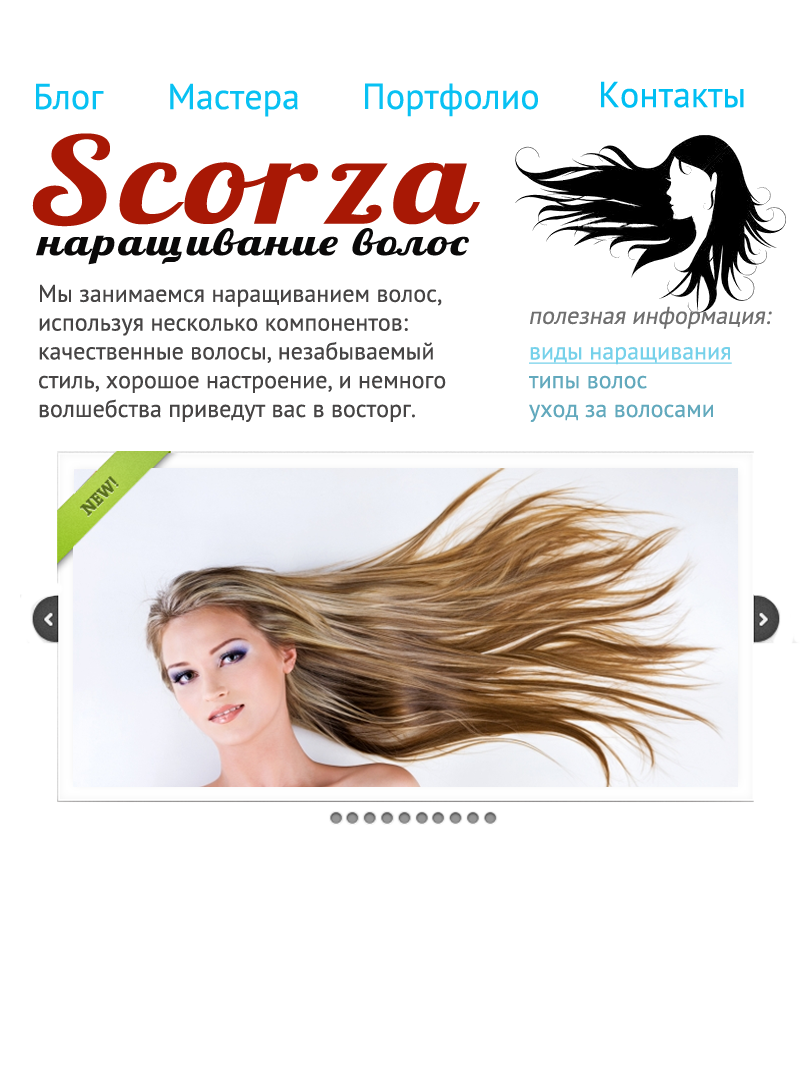 Блог Мастера Портфолио Контакты
Scorza
наращивание волос
Мы занимаемся наращиванием волос,
используя несколько компонентов:
качественные волосы, незабываемый
стиль, хорошое настроение, и немного
волшебства приведут вас в восторг.
полезная информация:
виды наращивания
типы волос
уход за волосами
NEW!